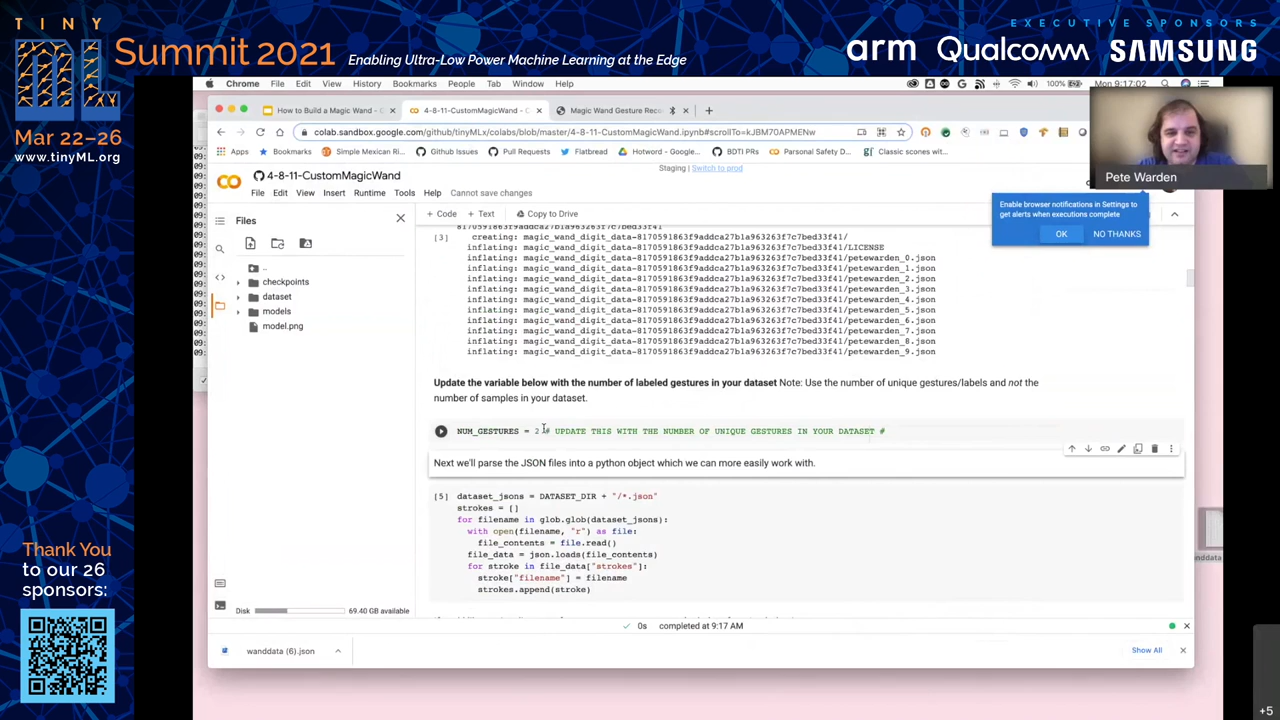 TINY
ML
Summit 2021
Enabling Ultra-Low Power Machine Learning at the Edge
Mar 22–26
www.tinyML.org
EXECUTIVE SPONSORS
arm Qualcomm SAMSUNG
Chrome File Edit View History Bookmarks People Tab Window Help
100%
Mon 9:17:02
How to Build a Magic Wand - G
4-8-11-CustomMagicWand - C
Magic Wand Gesture Reco
colab.sandbox.google.com/github/tinyMLx/colabs/blob/master/4-8-11-CustomMagicWand.ipynb#scrollTo=kJBM70APMENw
Apps Bookmarks Simple Mexican Ri... Github Issues Pull Requests Flatbread Hotword - Google... BDTI PRs Personal Safety D... Classic scones wit...
Pete Warden
Staging | Switch to prod
4-8-11-CustomMagicWand
File Edit View Insert Runtime Tools Help Cannot save changes
Enable browser notifications in Settings to
get alerts when executions complete
OK NO THANKS
Files
+ Code + Text Copy to Drive
..
checkpoints
dataset
models
model.png
[3] creating: magic_wand_digit_data-8170591863f9addca27b1a963263f7c7bed33f41/
inflating: magic_wand_digit_data-8170591863f9addca27b1a963263f7c7bed33f41/LICENSE
inflating: magic_wand_digit_data-8170591863f9addca27b1a963263f7c7bed33f41/petewarden_0.json
inflating: magic_wand_digit_data-8170591863f9addca27b1a963263f7c7bed33f41/petewarden_1.json
inflating: magic_wand_digit_data-8170591863f9addca27b1a963263f7c7bed33f41/petewarden_2.json
inflating: magic_wand_digit_data-8170591863f9addca27b1a963263f7c7bed33f41/petewarden_3.json
inflating: magic_wand_digit_data-8170591863f9addca27b1a963263f7c7bed33f41/petewarden_4.json
inflating: magic_wand_digit_data-8170591863f9addca27b1a963263f7c7bed33f41/petewarden_5.json
inflating: magic_wand_digit_data-8170591863f9addca27b1a963263f7c7bed33f41/petewarden_6.json
inflating: magic_wand_digit_data-8170591863f9addca27b1a963263f7c7bed33f41/petewarden_7.json
inflating: magic_wand_digit_data-8170591863f9addca27b1a963263f7c7bed33f41/petewarden_8.json
inflating: magic_wand_digit_data-8170591863f9addca27b1a963263f7c7bed33f41/petewarden_9.json
Update the variable below with the number of labeled gestures in your dataset Note: Use the number of unique gestures/labels and not the
number of samples in your dataset.
NUM_GESTURES = 2 # UPDATE THIS WITH THE NUMBER OF UNIQUE GESTURES IN YOUR DATASET #
Next we'll parse the JSON files into a python object which we can more easily work with.
[5] dataset_jsons = DATASET_DIR + "/*.json"
strokes = []
for filename in glob.glob(dataset_jsons):
with open(filename, "r") as file:
file_contents = file.read()
file_data = json.loads(file_contents)
for stroke in file_data["strokes"]:
stroke["filename"] = filename
strokes.append(stroke)
Disk 69.40 GB available
0s completed at 9:17 AM
wanddata (6).json
Show All
Thank You
to our 26
sponsors:
+5